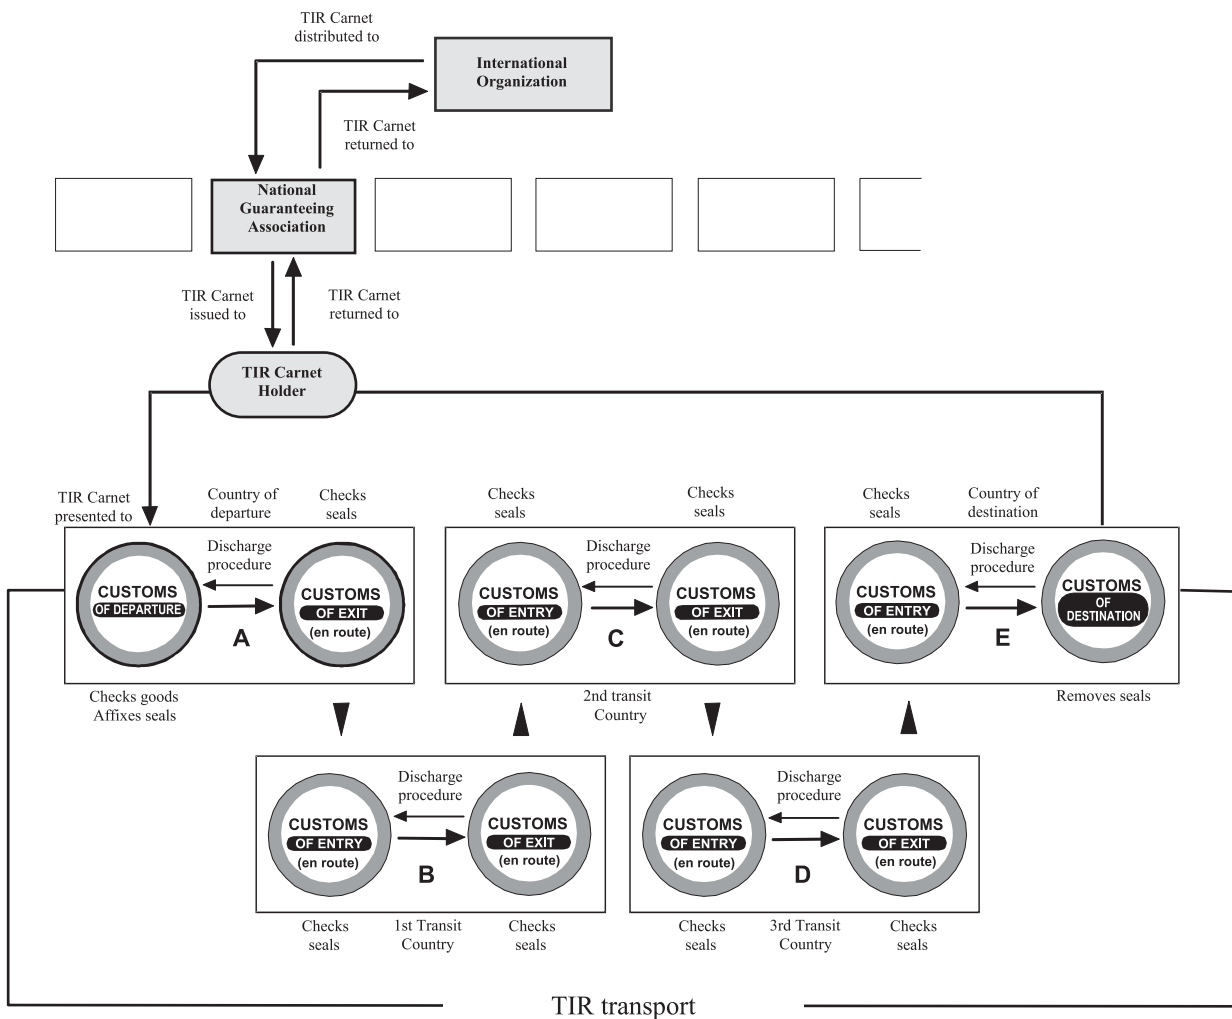 TIR Carnet
distributed to
International
Organization
TIR Carnet
returned to
National
Guaranteeing
Association
TIR Carnet
issued to
TIR Carnet
returned to
TIR Carnet
Holder
TIR Carnet
presented to
Country of
departure
Checks
seals
Checks
seals
Checks
seals
Checks
seals
Country of
destination
CUSTOMS
OF DEPARTURE
Discharge
procedure
A
CUSTOMS
OF EXIT
(en route)
CUSTOMS
OF ENTRY
(en route)
Discharge
procedure
C
CUSTOMS
OF EXIT
(en route)
CUSTOMS
OF ENTRY
(en route)
Discharge
procedure
E
CUSTOMS
OF
DESTINATION
Checks goods
Affixes seals
2nd transit
Country
Removes seals
CUSTOMS
OF ENTRY
(en route)
Discharge
procedure
B
CUSTOMS
OF EXIT
(en route)
CUSTOMS
OF ENTRY
(en route)
Discharge
procedure
D
CUSTOMS
OF EXIT
(en route)
Checks
seals
1st Transit
Country
Checks
seals
Checks
seals
3rd Transit
Country
Checks
seals
TIR transport